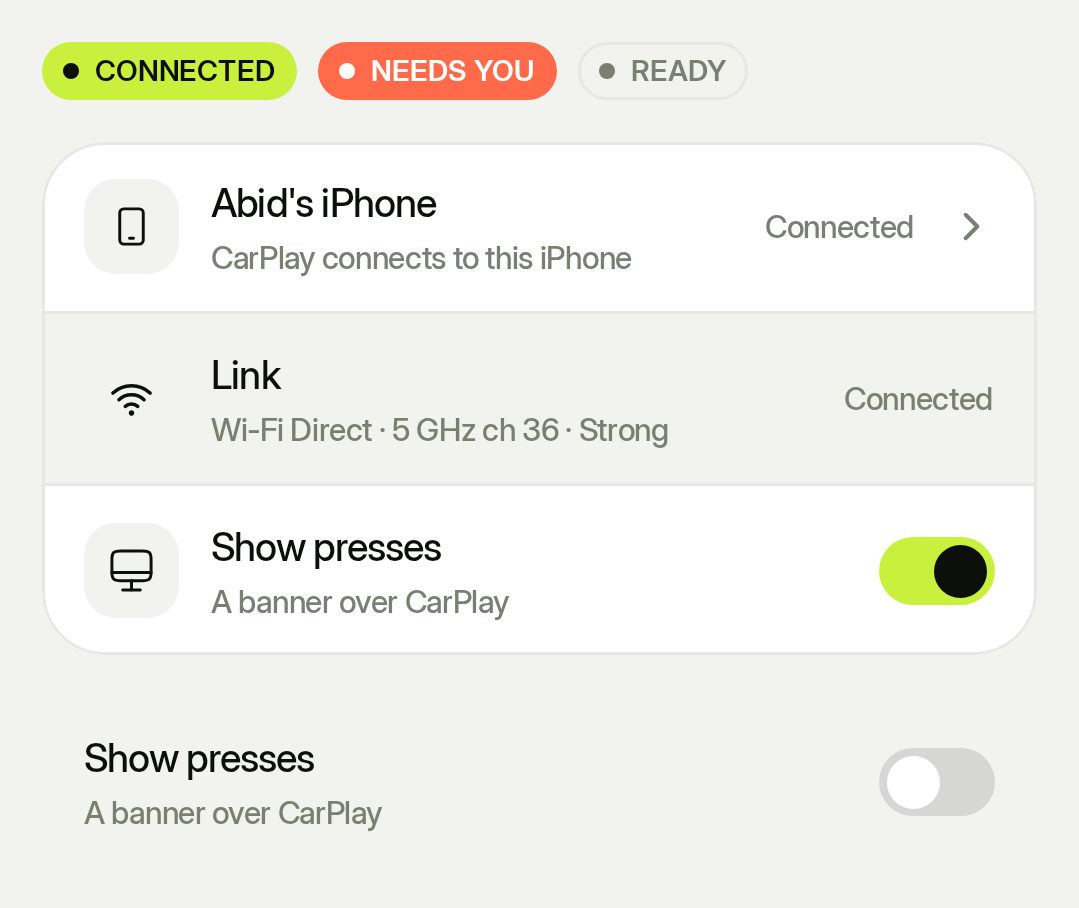 CONNECTED NEEDS YOU READY
Abid's iPhone
CarPlay connects to this iPhone
Connected
Link
Wi-Fi Direct · 5 GHz ch 36 · Strong
Connected
Show presses
A banner over CarPlay
Show presses
A banner over CarPlay